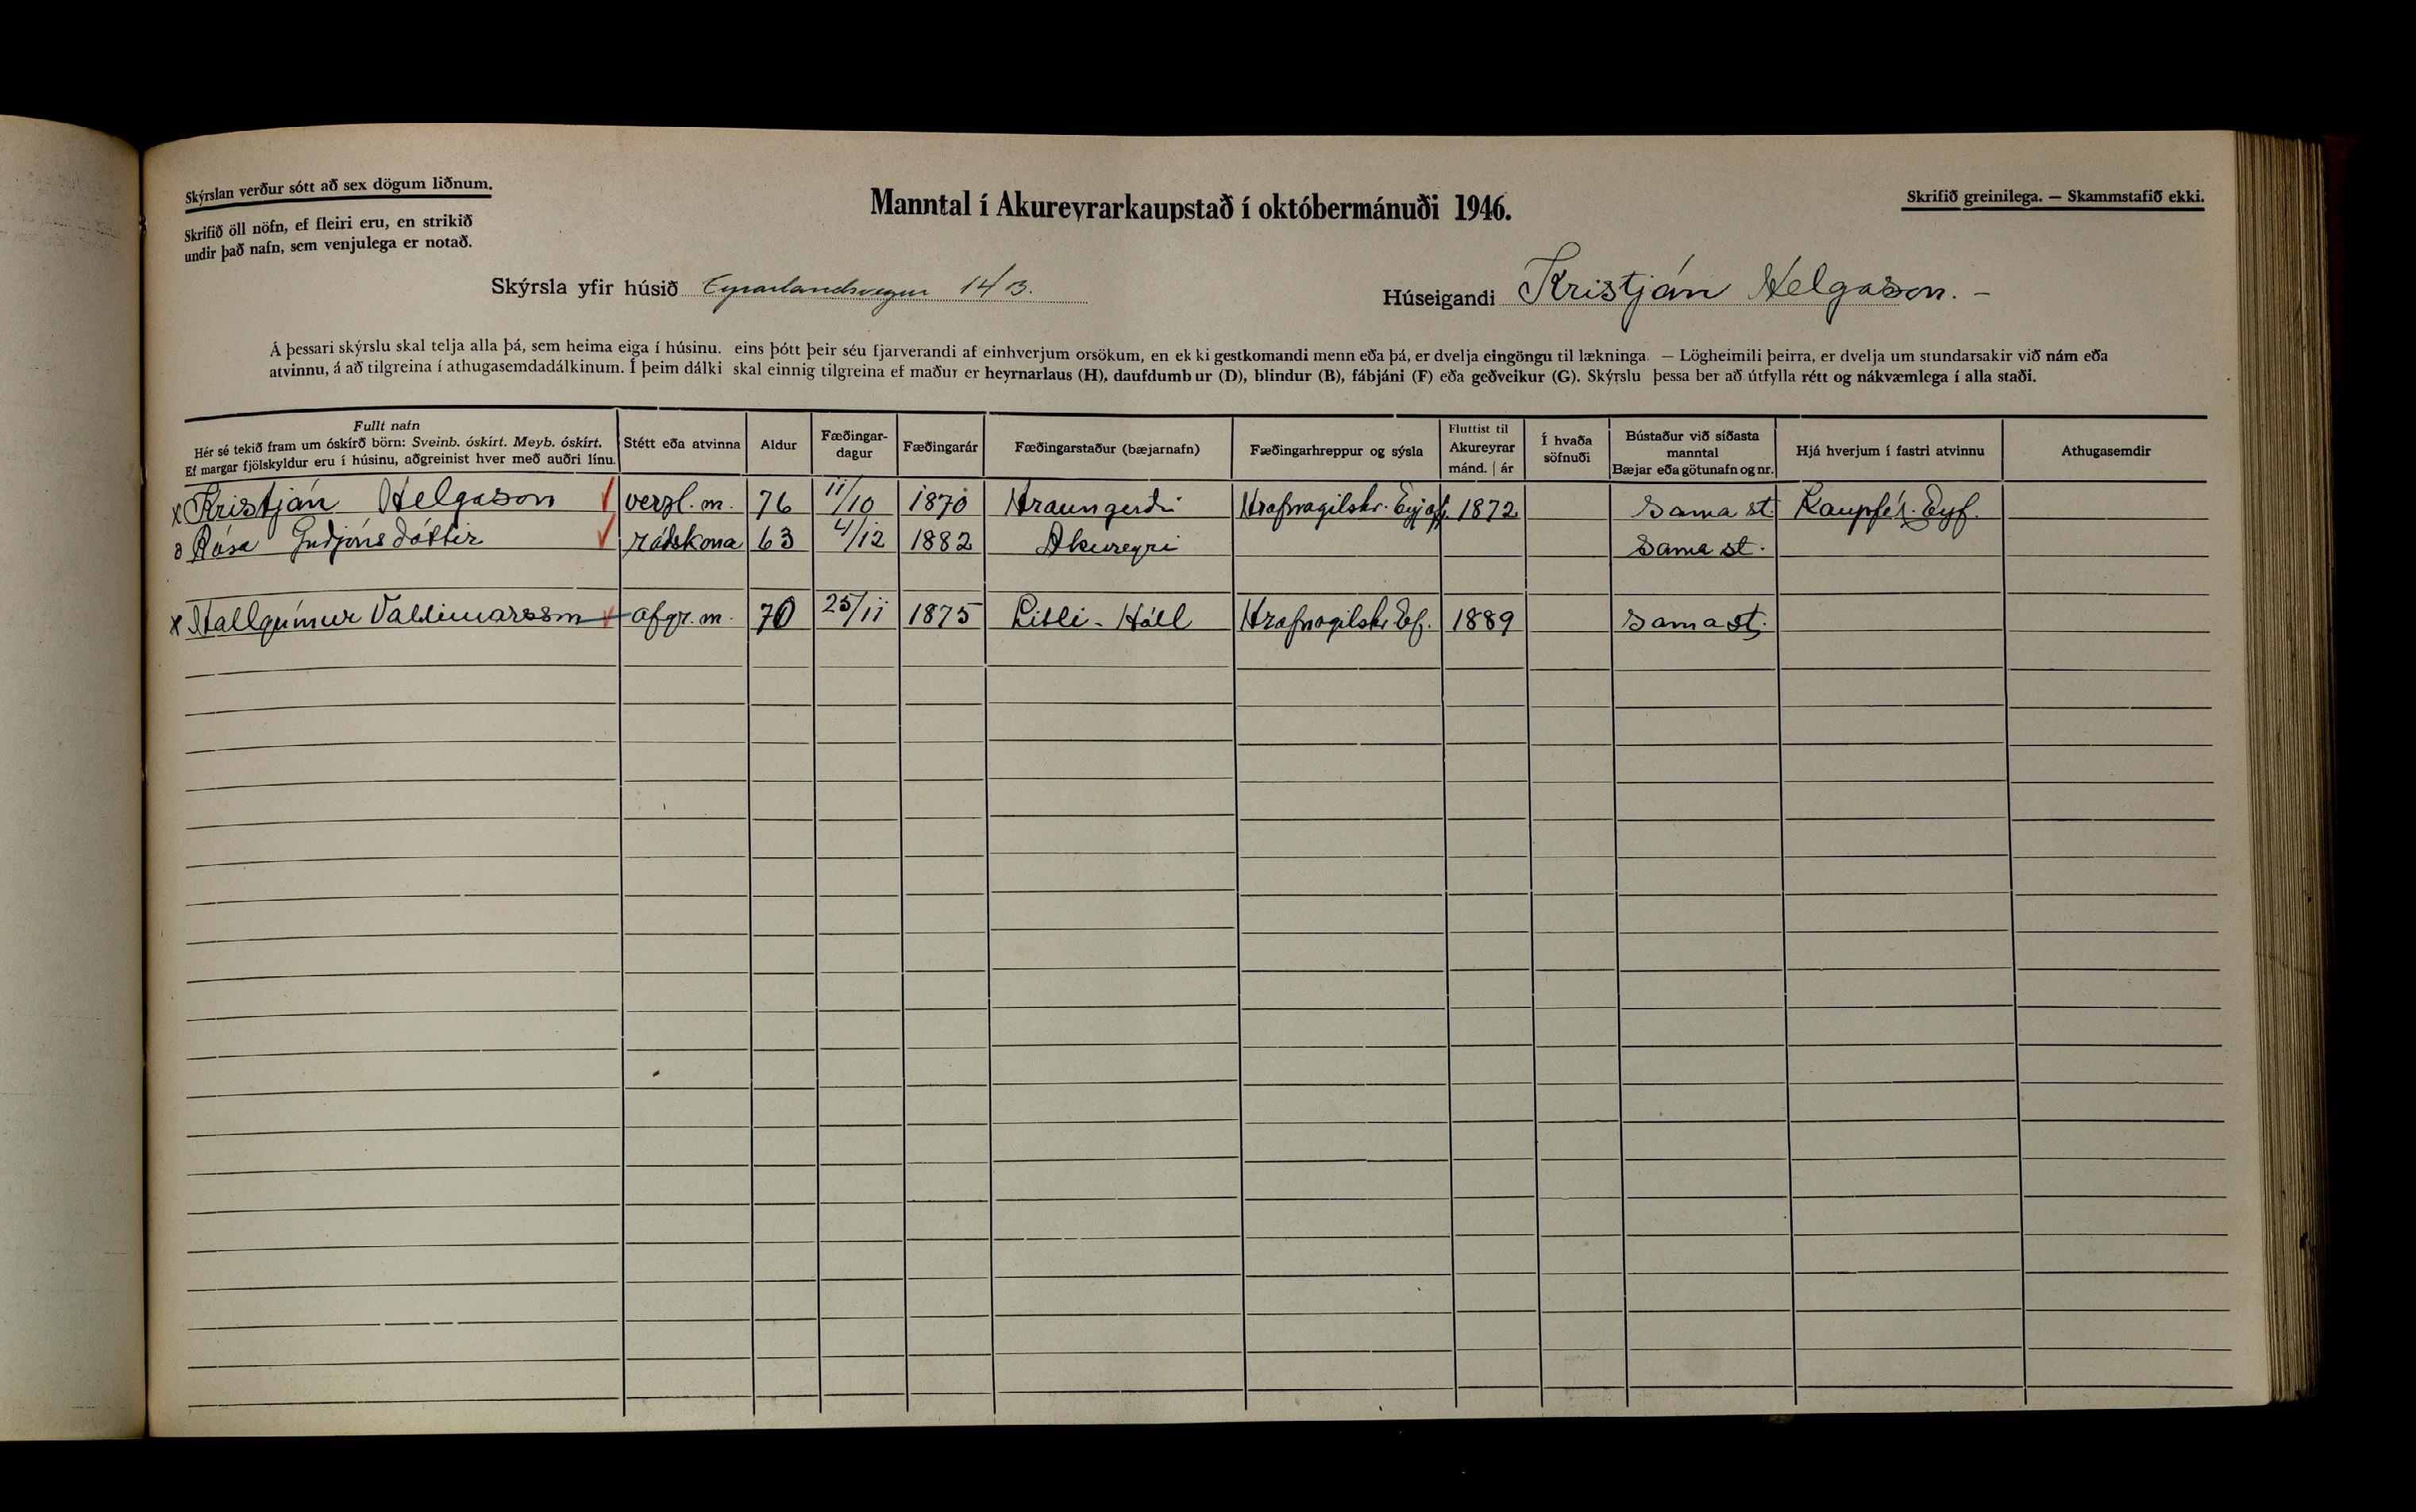 Skýrslan verður sótt að sex dögum liðnum.
Skrifið öll nöfn, ef fleiri eru, en strikið
undir það nafn, sem venjulega er notað.
Manntal í Akureyrarkaupstað í októbermánuði 1946.
Skrifið greinilega. — Skammstafið ekki.
Skýrsla yfir húsið Eyrarlandsvegur 14B.
Húseigandi Kristján Helgason. –
Á þessari skýrslu skal telja alla þá, sem heima eiga í húsinu. eins þótt þeir séu fjarverandi af einhverjum orsökum, en ek ki gestkomandi menn eða þá, er dvelja eingöngu til lækninga. — Lögheimili þeirra, er dvelja um stundarsakir við nám eða
atvinnu, á að tilgreina í athugasemdadálkinum. Í þeim dálki skal einnig tilgreina ef maður er heyrnarlaus (H), daufdumb ur (D), blindur (B), fábjáni (F) eða geðveikur (G). Skýrslu þessa ber að útfylla rétt og nákvæmlega í alla staði.
Fullt nafn
Hér sé tekið fram um óskírð börn: Sveinb. óskírt. Meyb. óskírt.
Ef margar fjölskyldur eru í húsinu, aðgreinist hver með auðri línu.
Stétt eða atvinna
Aldur
Fæðingar-
dagur
Fæðingarár
Fæðingarstaður (bæjarnafn)
Fæðingarhreppur og sýsla
Fluttist til
Akureyrar
mánd. | ár
Í hvaða
söfnuði
Bústaður við síðasta
manntal
Bæjar eða götunafn og nr.
Hjá hverjum í fastri atvinnu
Athugasemdir
x Kristján Helgason verzl.m. 76 11/10 1870 Hraungerði Hrafnagilshr. Eyjaf. 1872 Sama st. Kaupfél. Eyf.
o Rósa Guðjónsdóttir ráðskona 63 4/12 1882 Akureyri Sama st.
x Hallgrímur Valdimarsson afgr.m. 70 25/11 1875 Litli-Hóll Hrafnagilshr. Ef. 1889 Sama st.